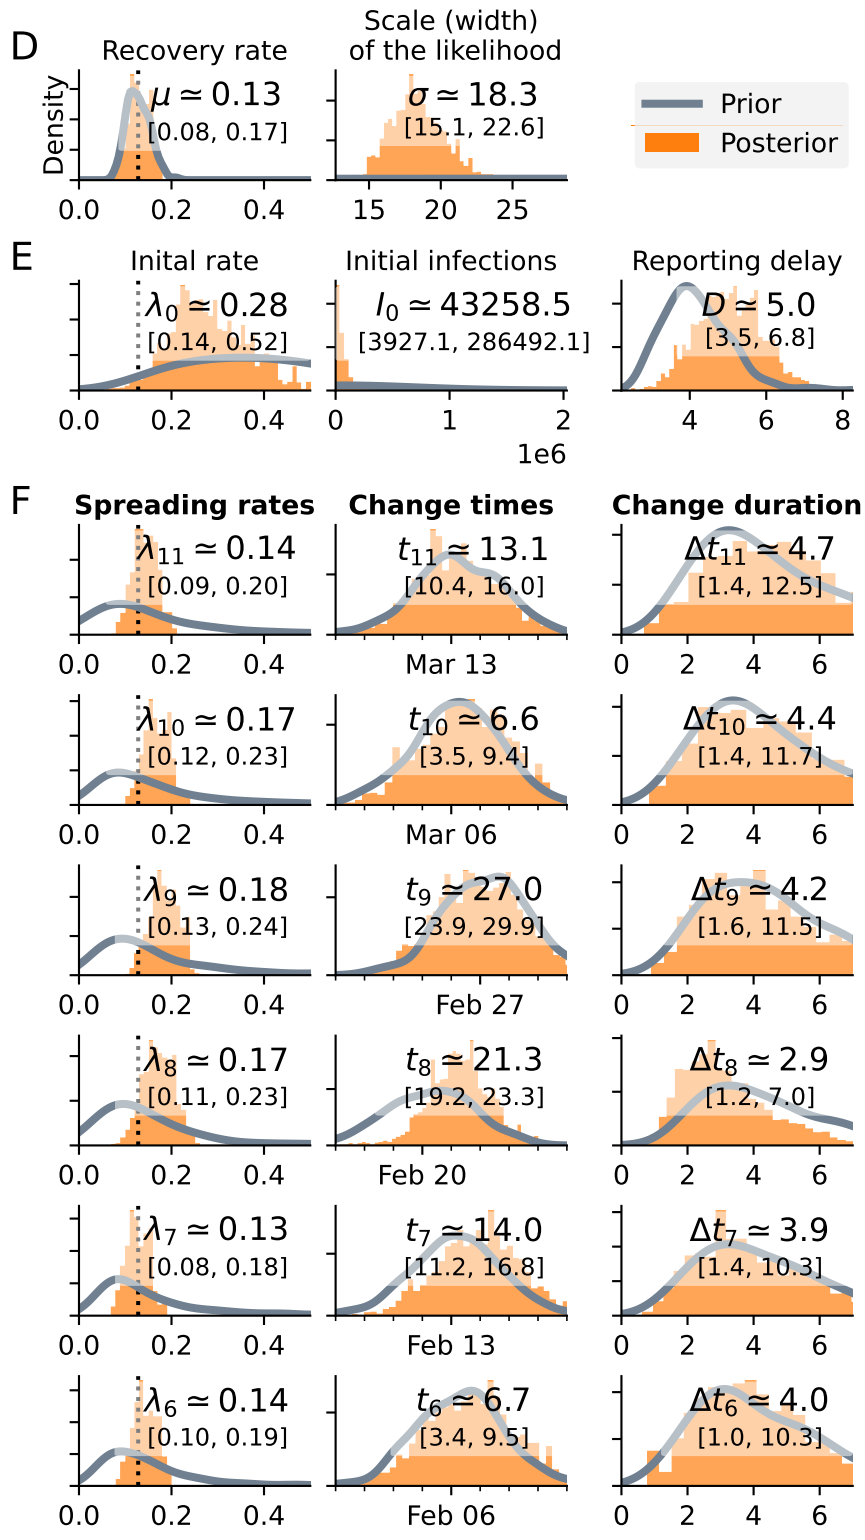 D
Recovery rate
Scale (width)
of the likelihood
Density
μ ≃ 0.13
[0.08, 0.17]
0.0 0.2 0.4
σ ≃ 18.3
[15.1, 22.6]
15 20 25
Prior
Posterior
E
Inital rate
λ0 ≃ 0.28
[0.14, 0.52]
0.0 0.2 0.4
Initial infections
I0 ≃ 43258.5
[3927.1, 286492.1]
0 1 2
1e6
Reporting delay
D ≃ 5.0
[3.5, 6.8]
4 6 8
F
Spreading rates
Change times
Change duration
λ11 ≃ 0.14
[0.09, 0.20]
0.0 0.2 0.4
t11 ≃ 13.1
[10.4, 16.0]
Mar 13
Δt11 ≃ 4.7
[1.4, 12.5]
0 2 4 6
λ10 ≃ 0.17
[0.12, 0.23]
0.0 0.2 0.4
t10 ≃ 6.6
[3.5, 9.4]
Mar 06
Δt10 ≃ 4.4
[1.4, 11.7]
0 2 4 6
λ9 ≃ 0.18
[0.13, 0.24]
0.0 0.2 0.4
t9 ≃ 27.0
[23.9, 29.9]
Feb 27
Δt9 ≃ 4.2
[1.6, 11.5]
0 2 4 6
λ8 ≃ 0.17
[0.11, 0.23]
0.0 0.2 0.4
t8 ≃ 21.3
[19.2, 23.3]
Feb 20
Δt8 ≃ 2.9
[1.2, 7.0]
0 2 4 6
λ7 ≃ 0.13
[0.08, 0.18]
0.0 0.2 0.4
t7 ≃ 14.0
[11.2, 16.8]
Feb 13
Δt7 ≃ 3.9
[1.4, 10.3]
0 2 4 6
λ6 ≃ 0.14
[0.10, 0.19]
0.0 0.2 0.4
t6 ≃ 6.7
[3.4, 9.5]
Feb 06
Δt6 ≃ 4.0
[1.0, 10.3]
0 2 4 6